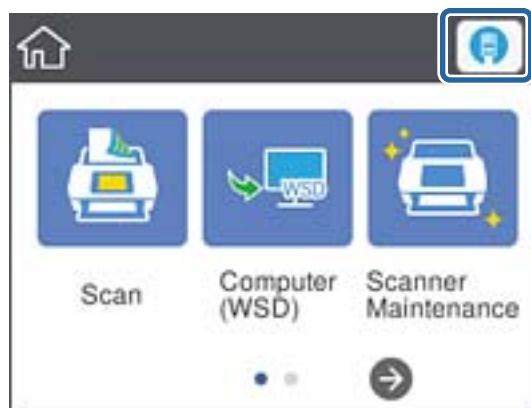 WSD
Scan
Computer
(WSD)
Scanner
Maintenance